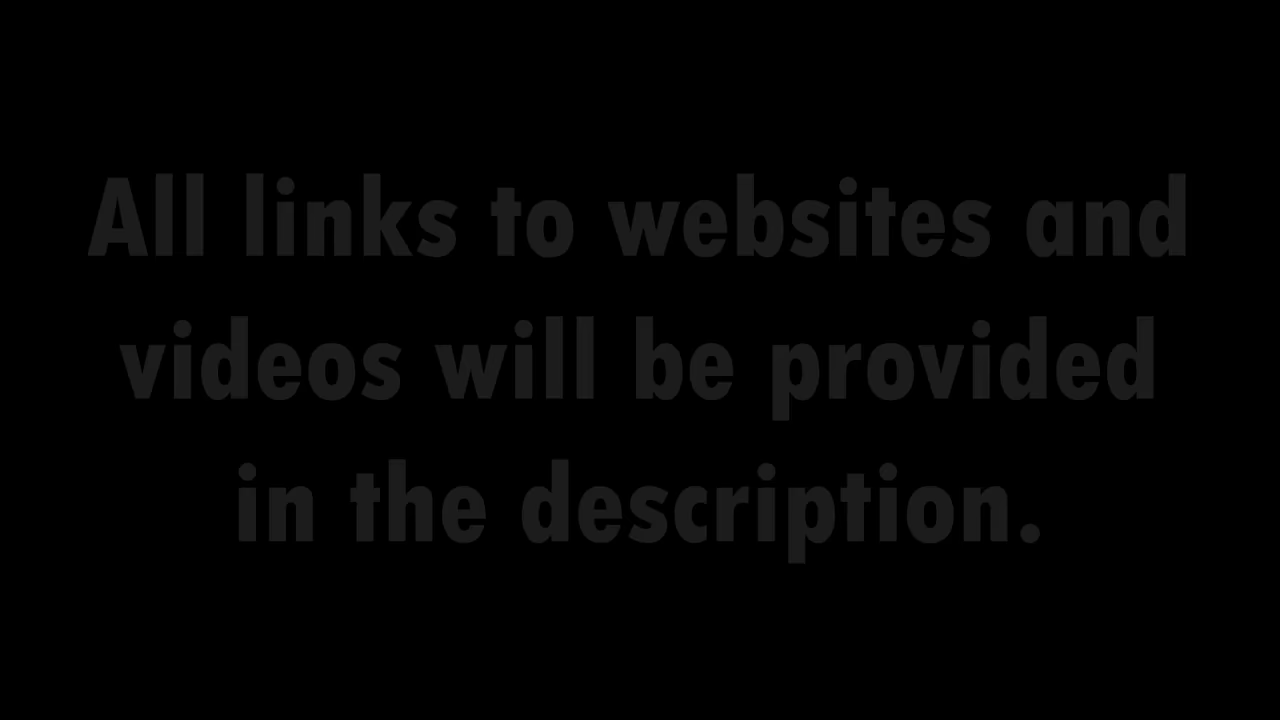 All links to websites and
videos will be provided
in the description.